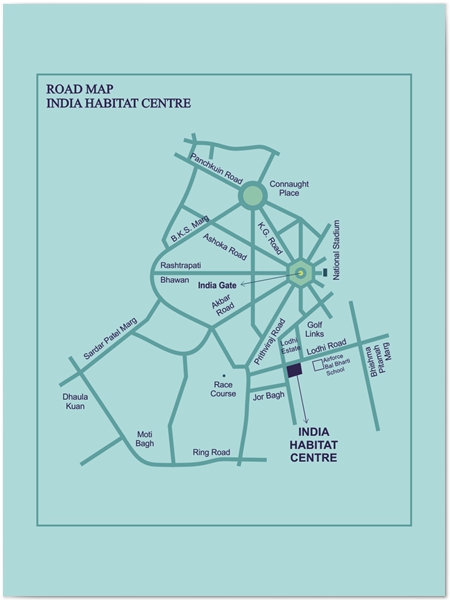 ROAD MAP
INDIA HABITAT CENTRE
Panchkuin Road
Connaught
Place
B.K.S. Marg
K.G. Road
Ashoka Road
National Stadium
Rashtrapati
Bhawan
India Gate
Akbar
Road
Sardar Patel Marg
Prithviraj Road
Golf
Links
Lodhi
Estate
Lodhi Road
Airforce
Bal Bharti
School
Bhishma
Pitamah
Marg
Race
Course
Jor Bagh
Dhaula
Kuan
Moti
Bagh
Ring Road
INDIA
HABITAT
CENTRE